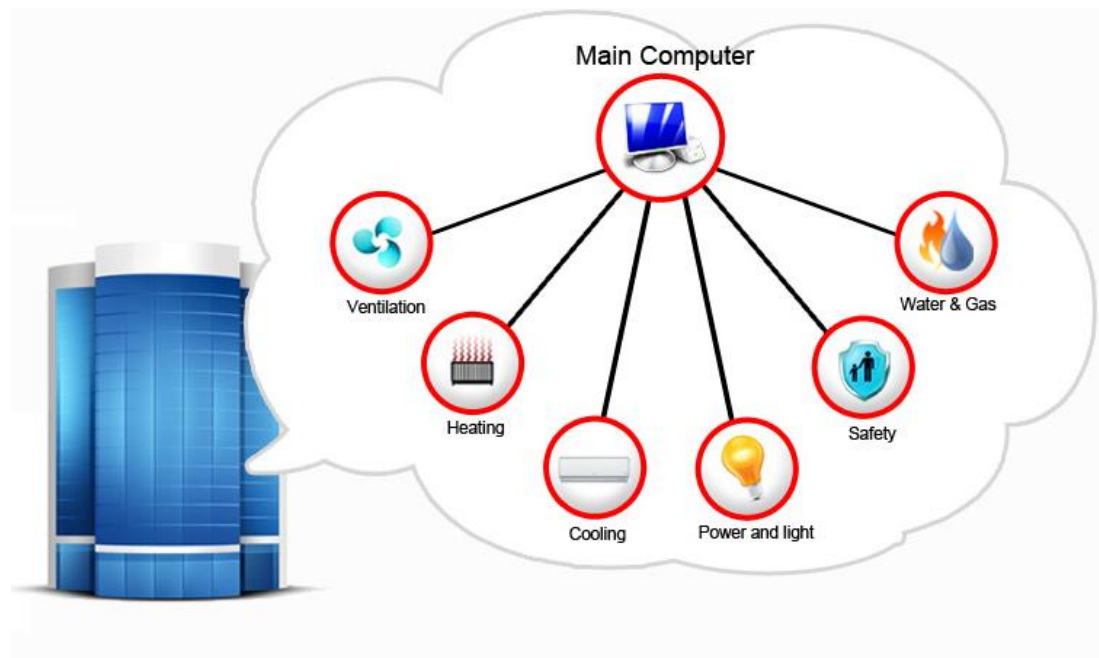 Main Computer
Ventilation
Water & Gas
Heating
Safety
Cooling
Power and light